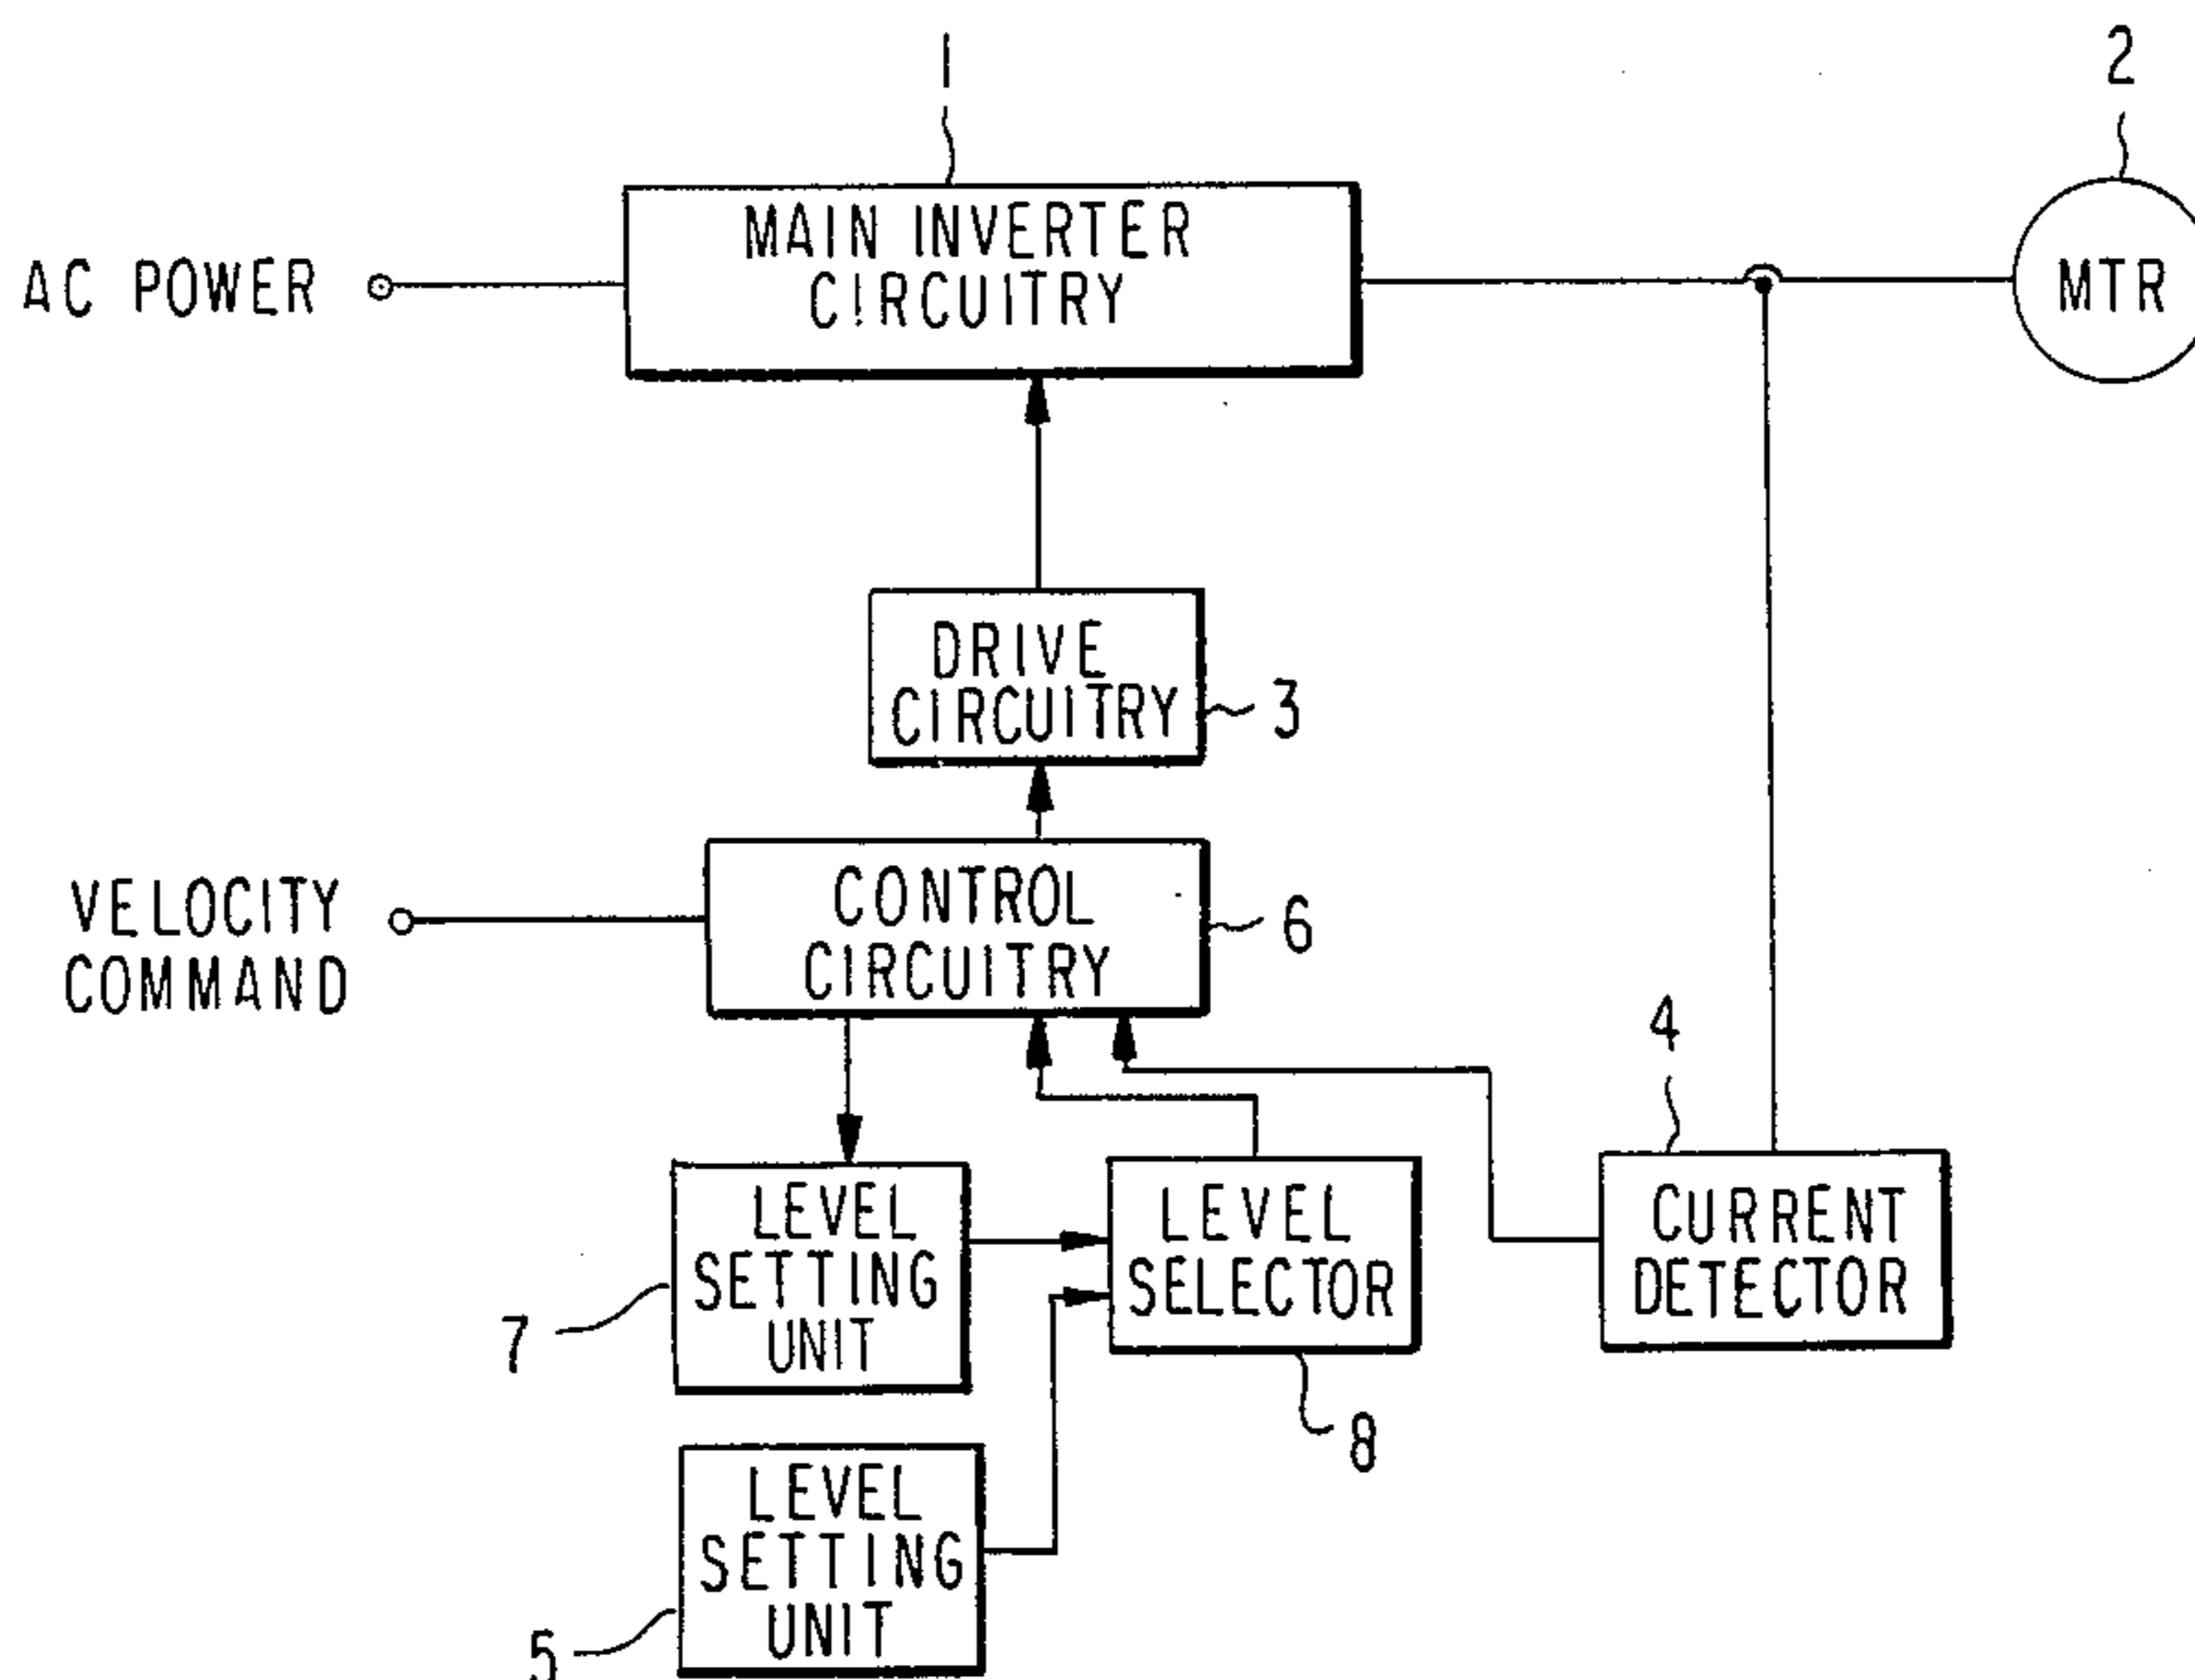 1
2
MAIN INVERTER
CIRCUITRY
AC POWER
MTR
DRIVE
CIRCUITRY
3
VELOCITY
COMMAND
CONTROL
CIRCUITRY
6
4
LEVEL
SETTING
UNIT
7
LEVEL
SELECTOR
8
CURRENT
DETECTOR
LEVEL
SETTING
UNIT
5